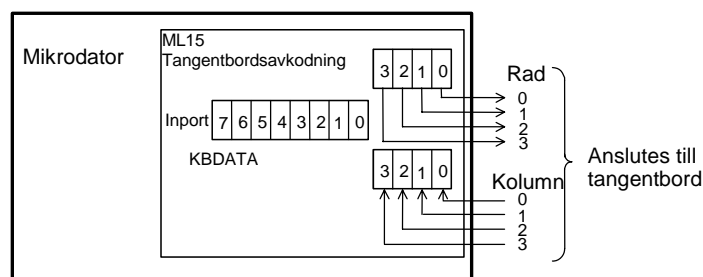 Mikrodator
ML15
Tangentbordsavkodning
3 2 1 0
Rad
0
1
2
3
Inport 7 6 5 4 3 2 1 0
KBDATA
3 2 1 0
Kolumn
0
1
2
3
Anslutes till
tangentbord